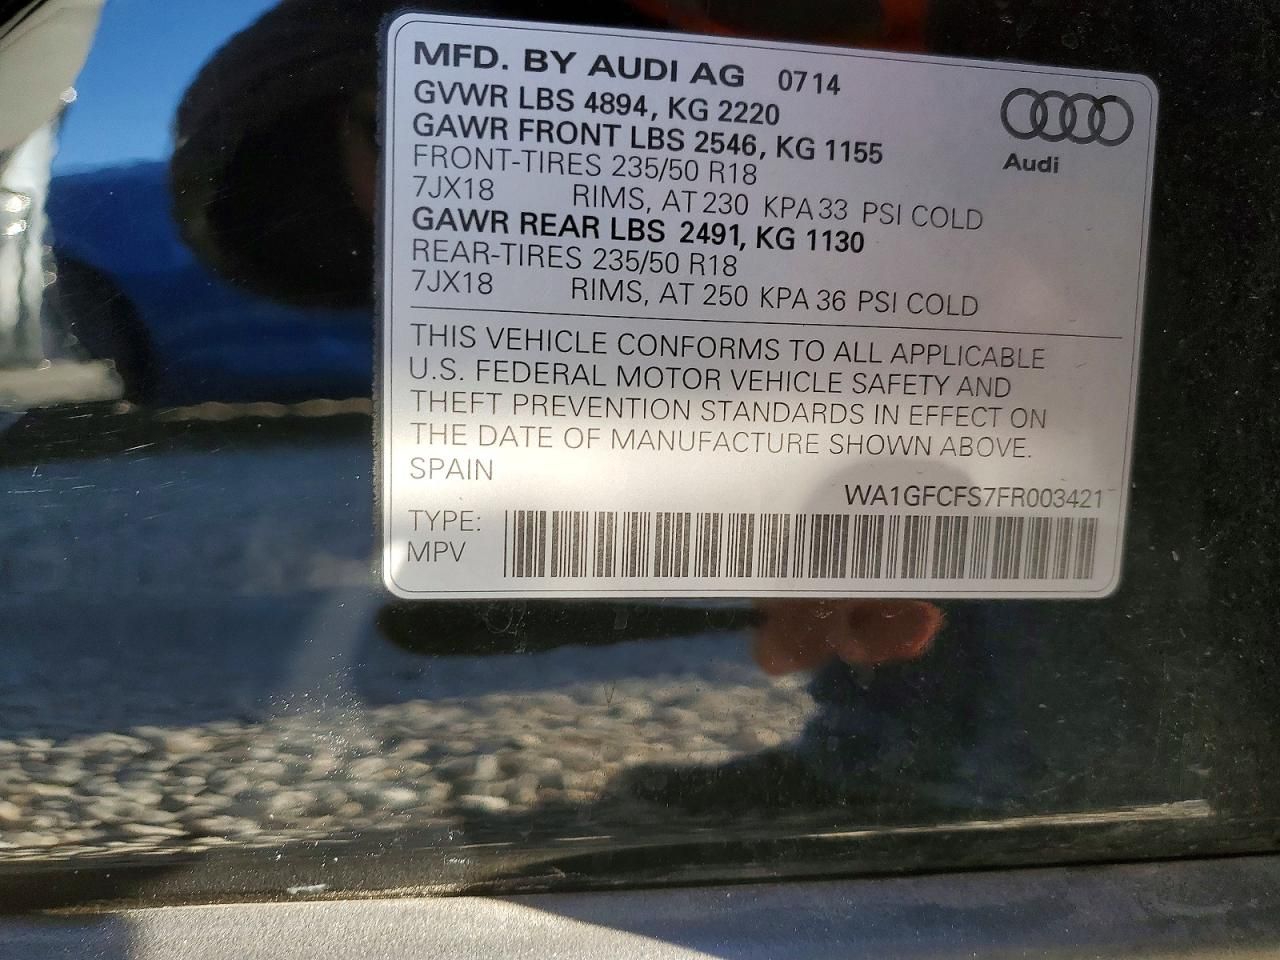 MFD. BY AUDI AG 0714
GVWR LBS 4894, KG 2220
GAWR FRONT LBS 2546, KG 1155
FRONT-TIRES 235/50 R18
7JX18 RIMS, AT 230 KPA 33 PSI COLD
GAWR REAR LBS 2491, KG 1130
REAR-TIRES 235/50 R18
7JX18 RIMS, AT 250 KPA 36 PSI COLD
Audi
THIS VEHICLE CONFORMS TO ALL APPLICABLE
U.S. FEDERAL MOTOR VEHICLE SAFETY AND
THEFT PREVENTION STANDARDS IN EFFECT ON
THE DATE OF MANUFACTURE SHOWN ABOVE.
SPAIN
WA1GFCFS7FR003421
TYPE:
MPV